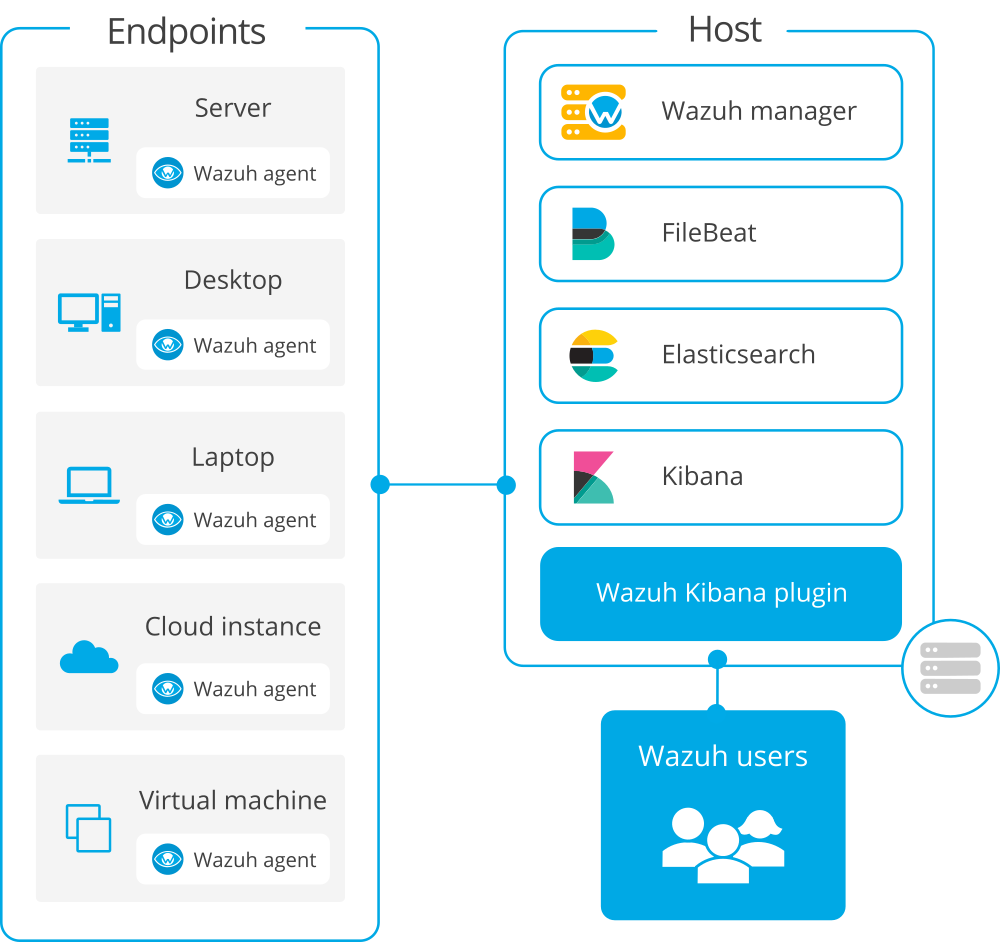 Endpoints
Server
Wazuh agent
Desktop
Wazuh agent
Laptop
Wazuh agent
Cloud instance
Wazuh agent
Virtual machine
Wazuh agent
Host
Wazuh manager
FileBeat
Elasticsearch
Kibana
Wazuh Kibana plugin
Wazuh users